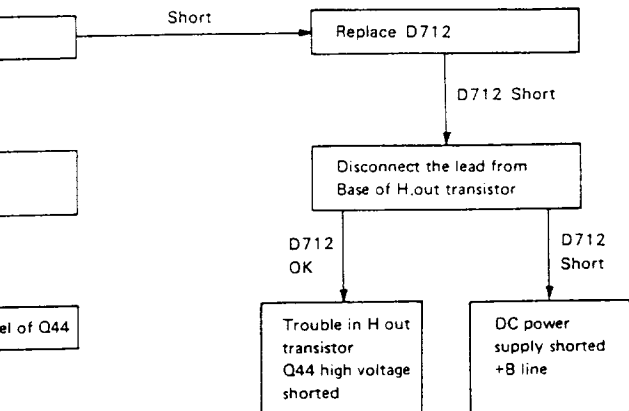 Short
Replace D712
D712 Short
Disconnect the lead from
Base of H.out transistor
D712
OK
D712
Short
el of Q44
Trouble in H out
transistor
Q44 high voltage
shorted
DC power
supply shorted
+B line